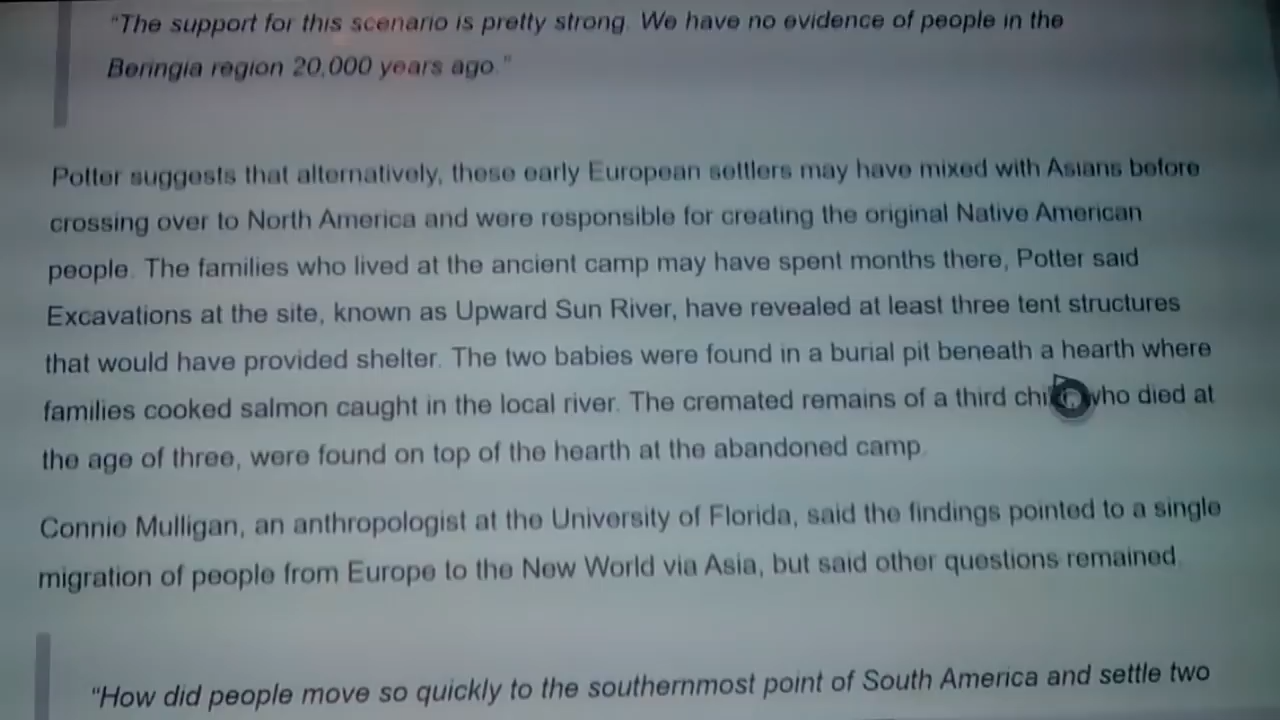 "The support for this scenario is pretty strong. We have no evidence of people in the
Beringia region 20,000 years ago."
Potter suggests that alternatively, these early European settlers may have mixed with Asians before
crossing over to North America and were responsible for creating the original Native American
people. The families who lived at the ancient camp may have spent months there, Potter said
Excavations at the site, known as Upward Sun River, have revealed at least three tent structures
that would have provided shelter. The two babies were found in a burial pit beneath a hearth where
families cooked salmon caught in the local river. The cremated remains of a third who died at
the age of three, were found on top of the hearth at the abandoned camp.
Connie Mulligan, an anthropologist at the University of Florida, said the findings pointed to a single
migration of people from Europe to the New World via Asia, but said other questions remained.
"How did people move so quickly to the southernmost point of South America and settle two